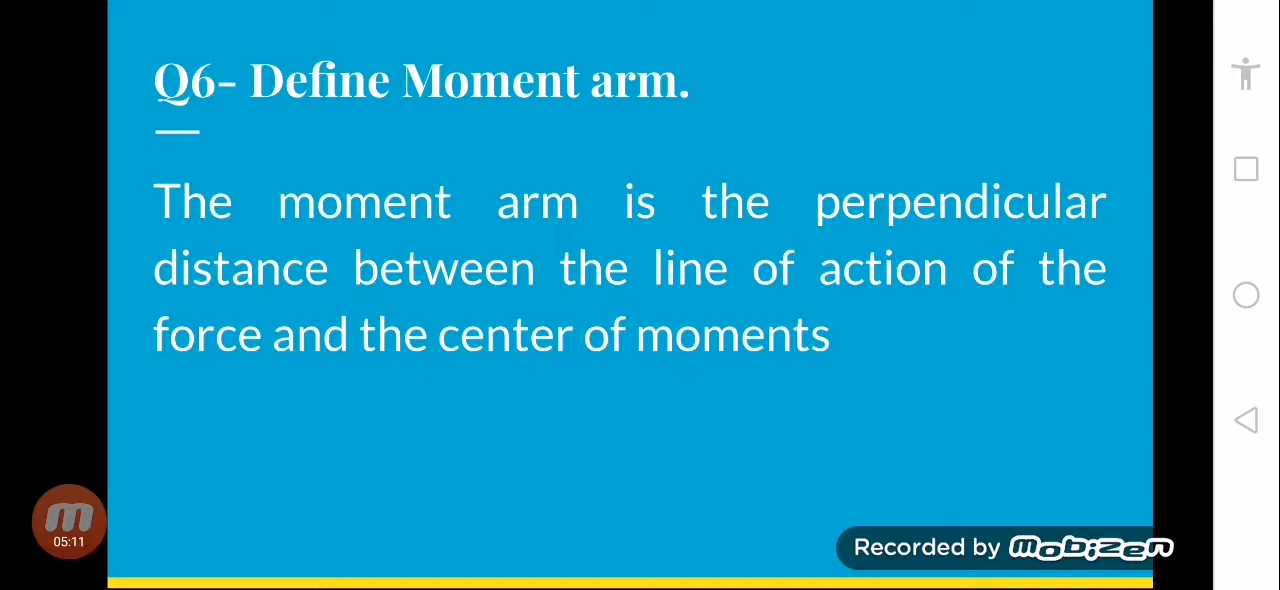 Q6- Define Moment arm.
The moment arm is the perpendicular
distance between the line of action of the
force and the center of moments
05:11
Recorded by mobizen